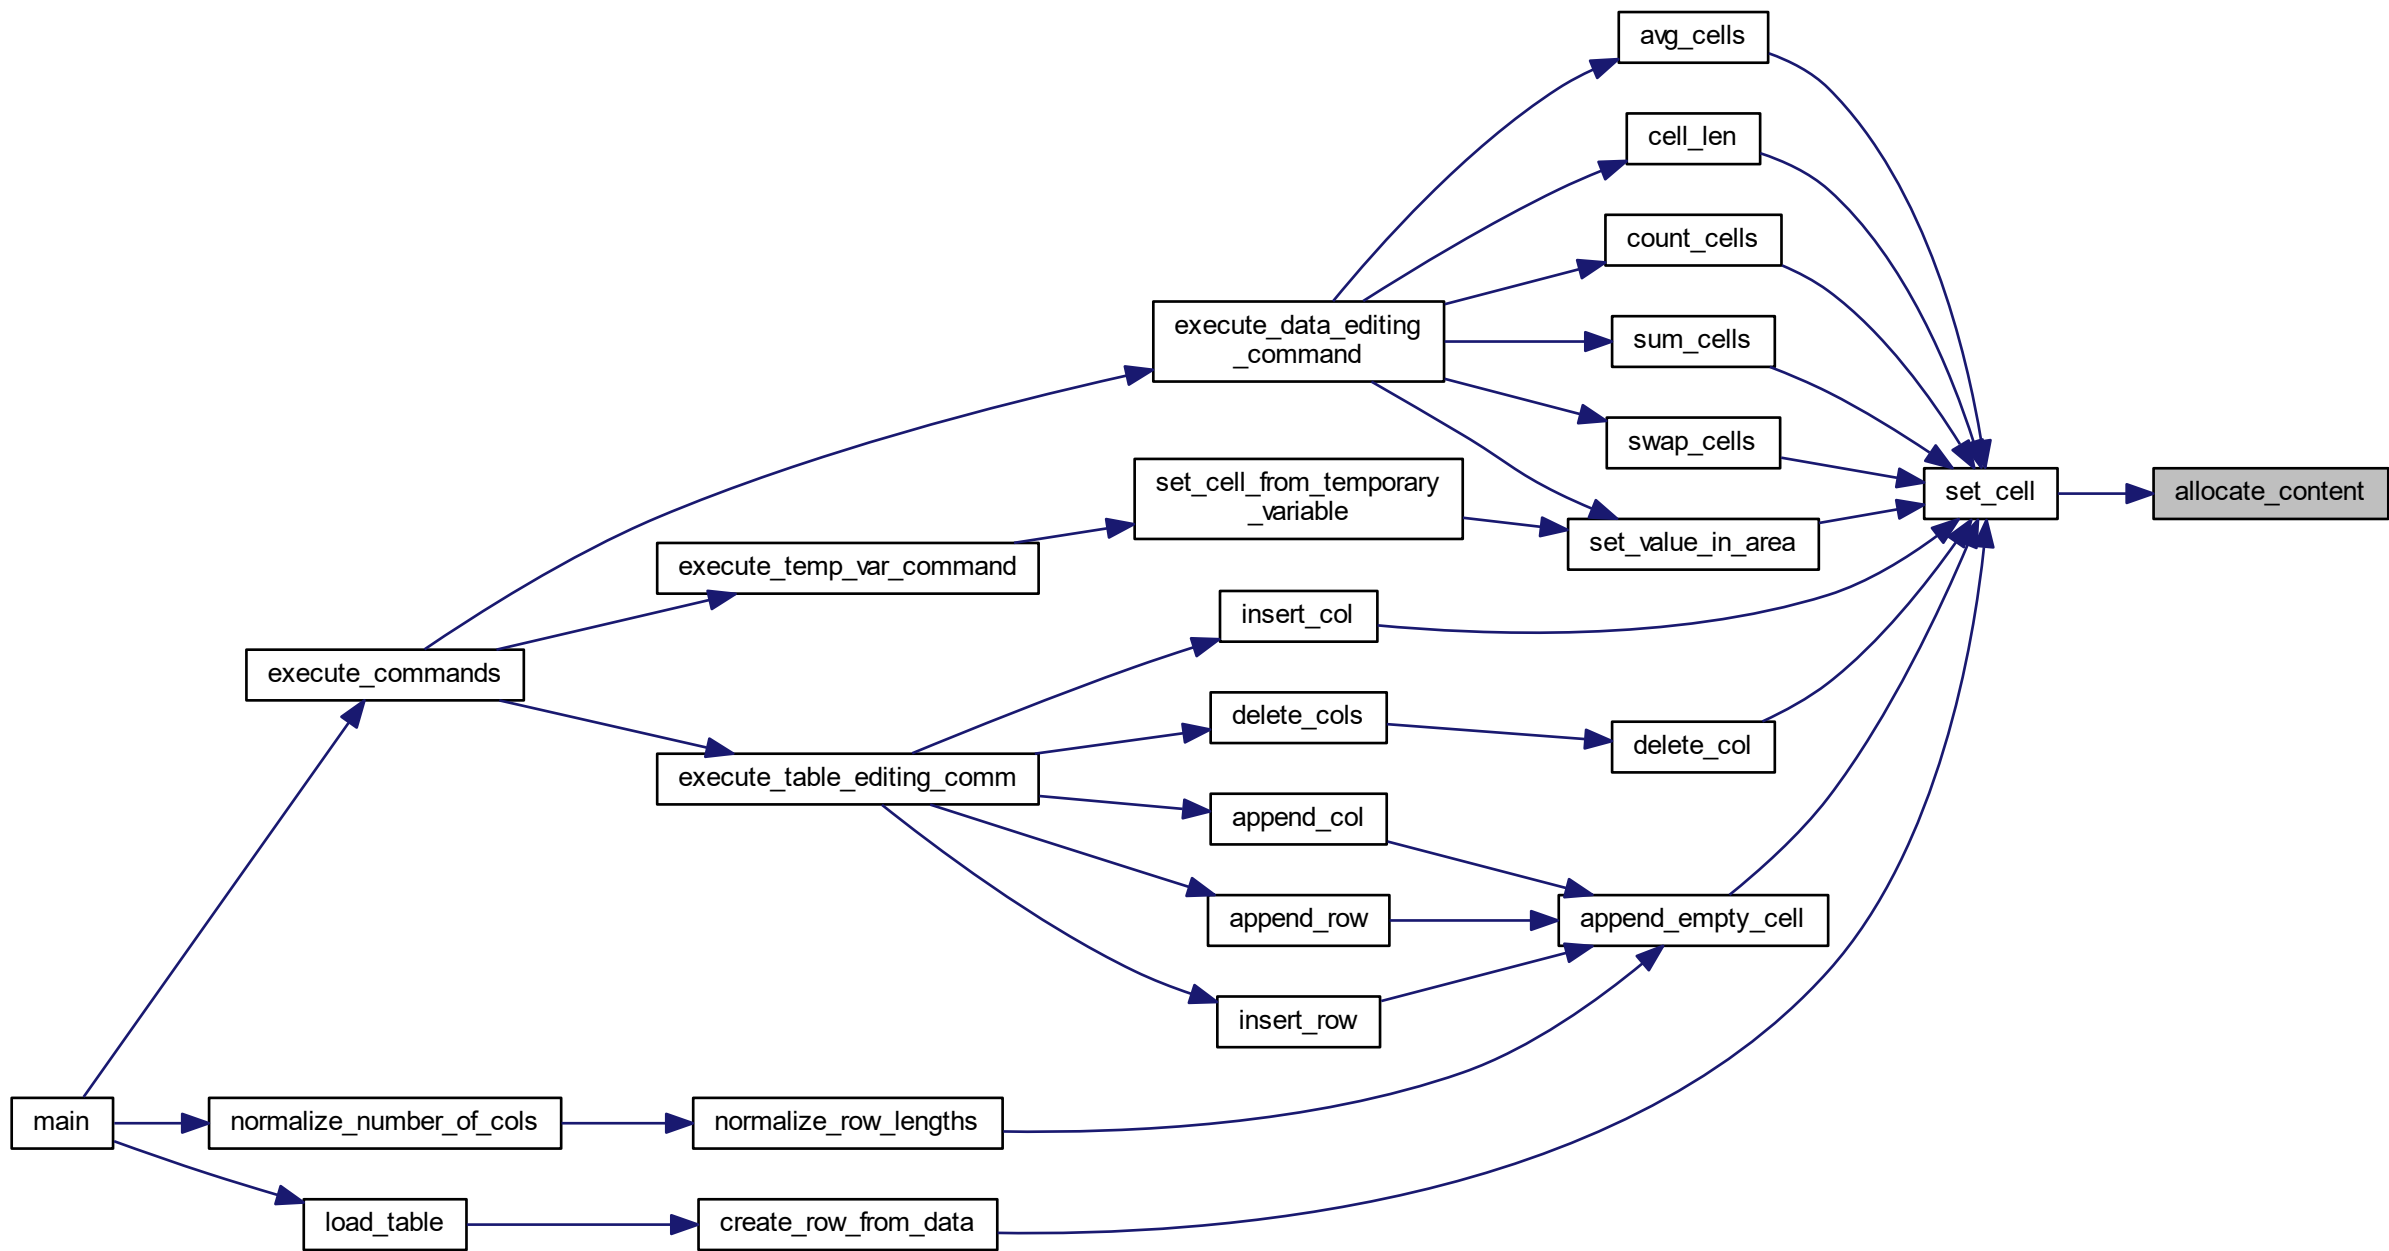 avg_cells
cell_len
count_cells
execute_data_editing
_command
sum_cells
swap_cells
set_cell_from_temporary
_variable
set_cell
allocate_content
set_value_in_area
execute_temp_var_command
insert_col
execute_commands
delete_cols
delete_col
execute_table_editing_comm
append_col
append_row
append_empty_cell
insert_row
main
normalize_number_of_cols
normalize_row_lengths
load_table
create_row_from_data